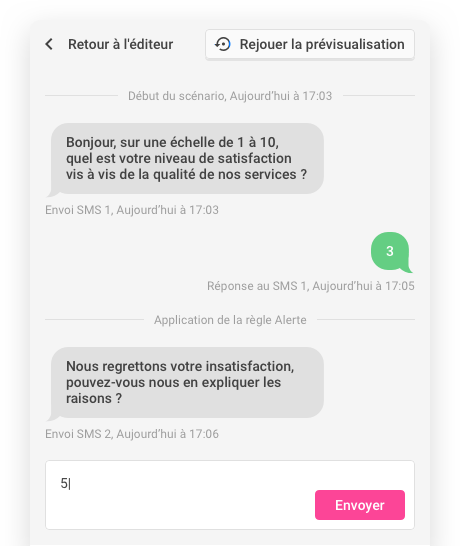 Retour à l'éditeur
Rejouer la prévisualisation
Début du scénario, Aujourd'hui à 17:03
Bonjour, sur une échelle de 1 à 10,
quel est votre niveau de satisfaction
vis à vis de la qualité de nos services ?
Envoi SMS 1, Aujourd'hui à 17:03
3
Réponse au SMS 1, Aujourd'hui à 17:05
Application de la règle Alerte
Nous regrettons votre insatisfaction,
pouvez-vous nous en expliquer les
raisons ?
Envoi SMS 2, Aujourd'hui à 17:06
5
Envoyer